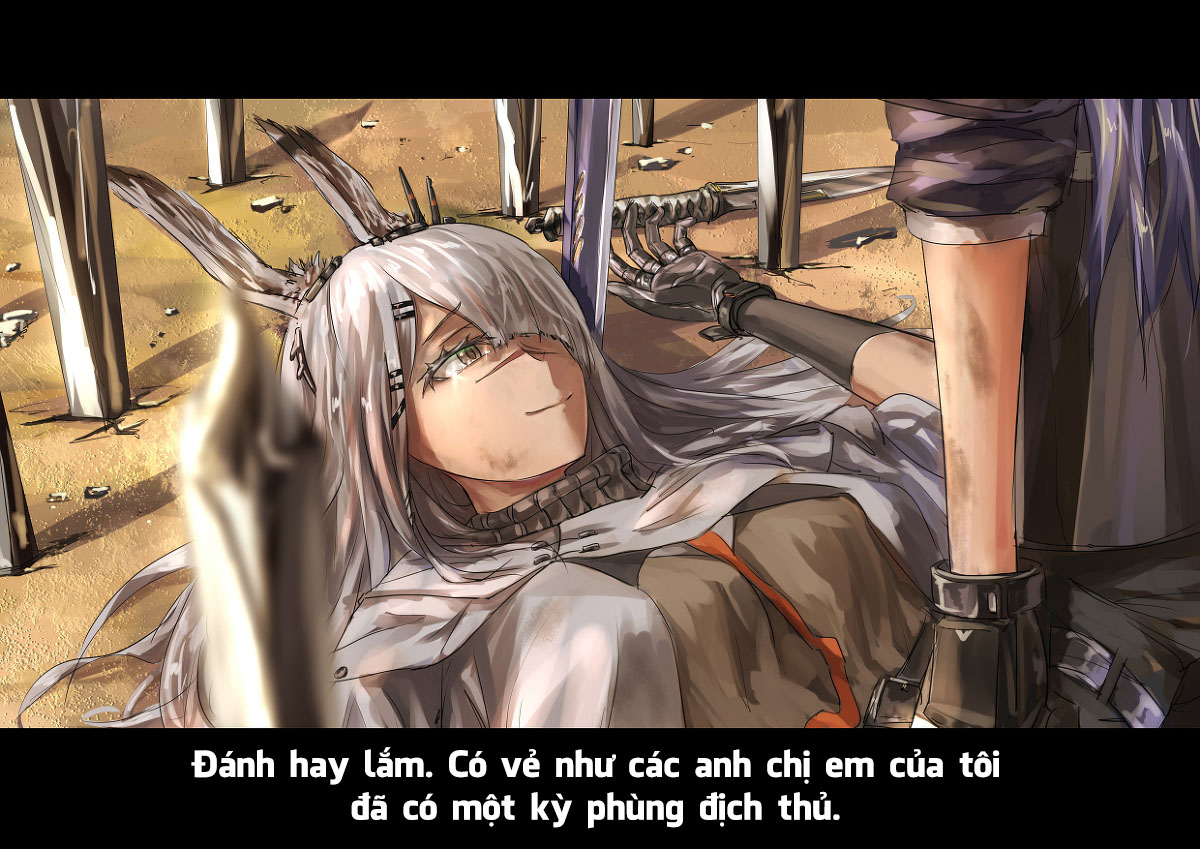 Đánh hay lắm. Có vẻ như các anh chị em của tôi
đã có một kỳ phùng địch thủ.